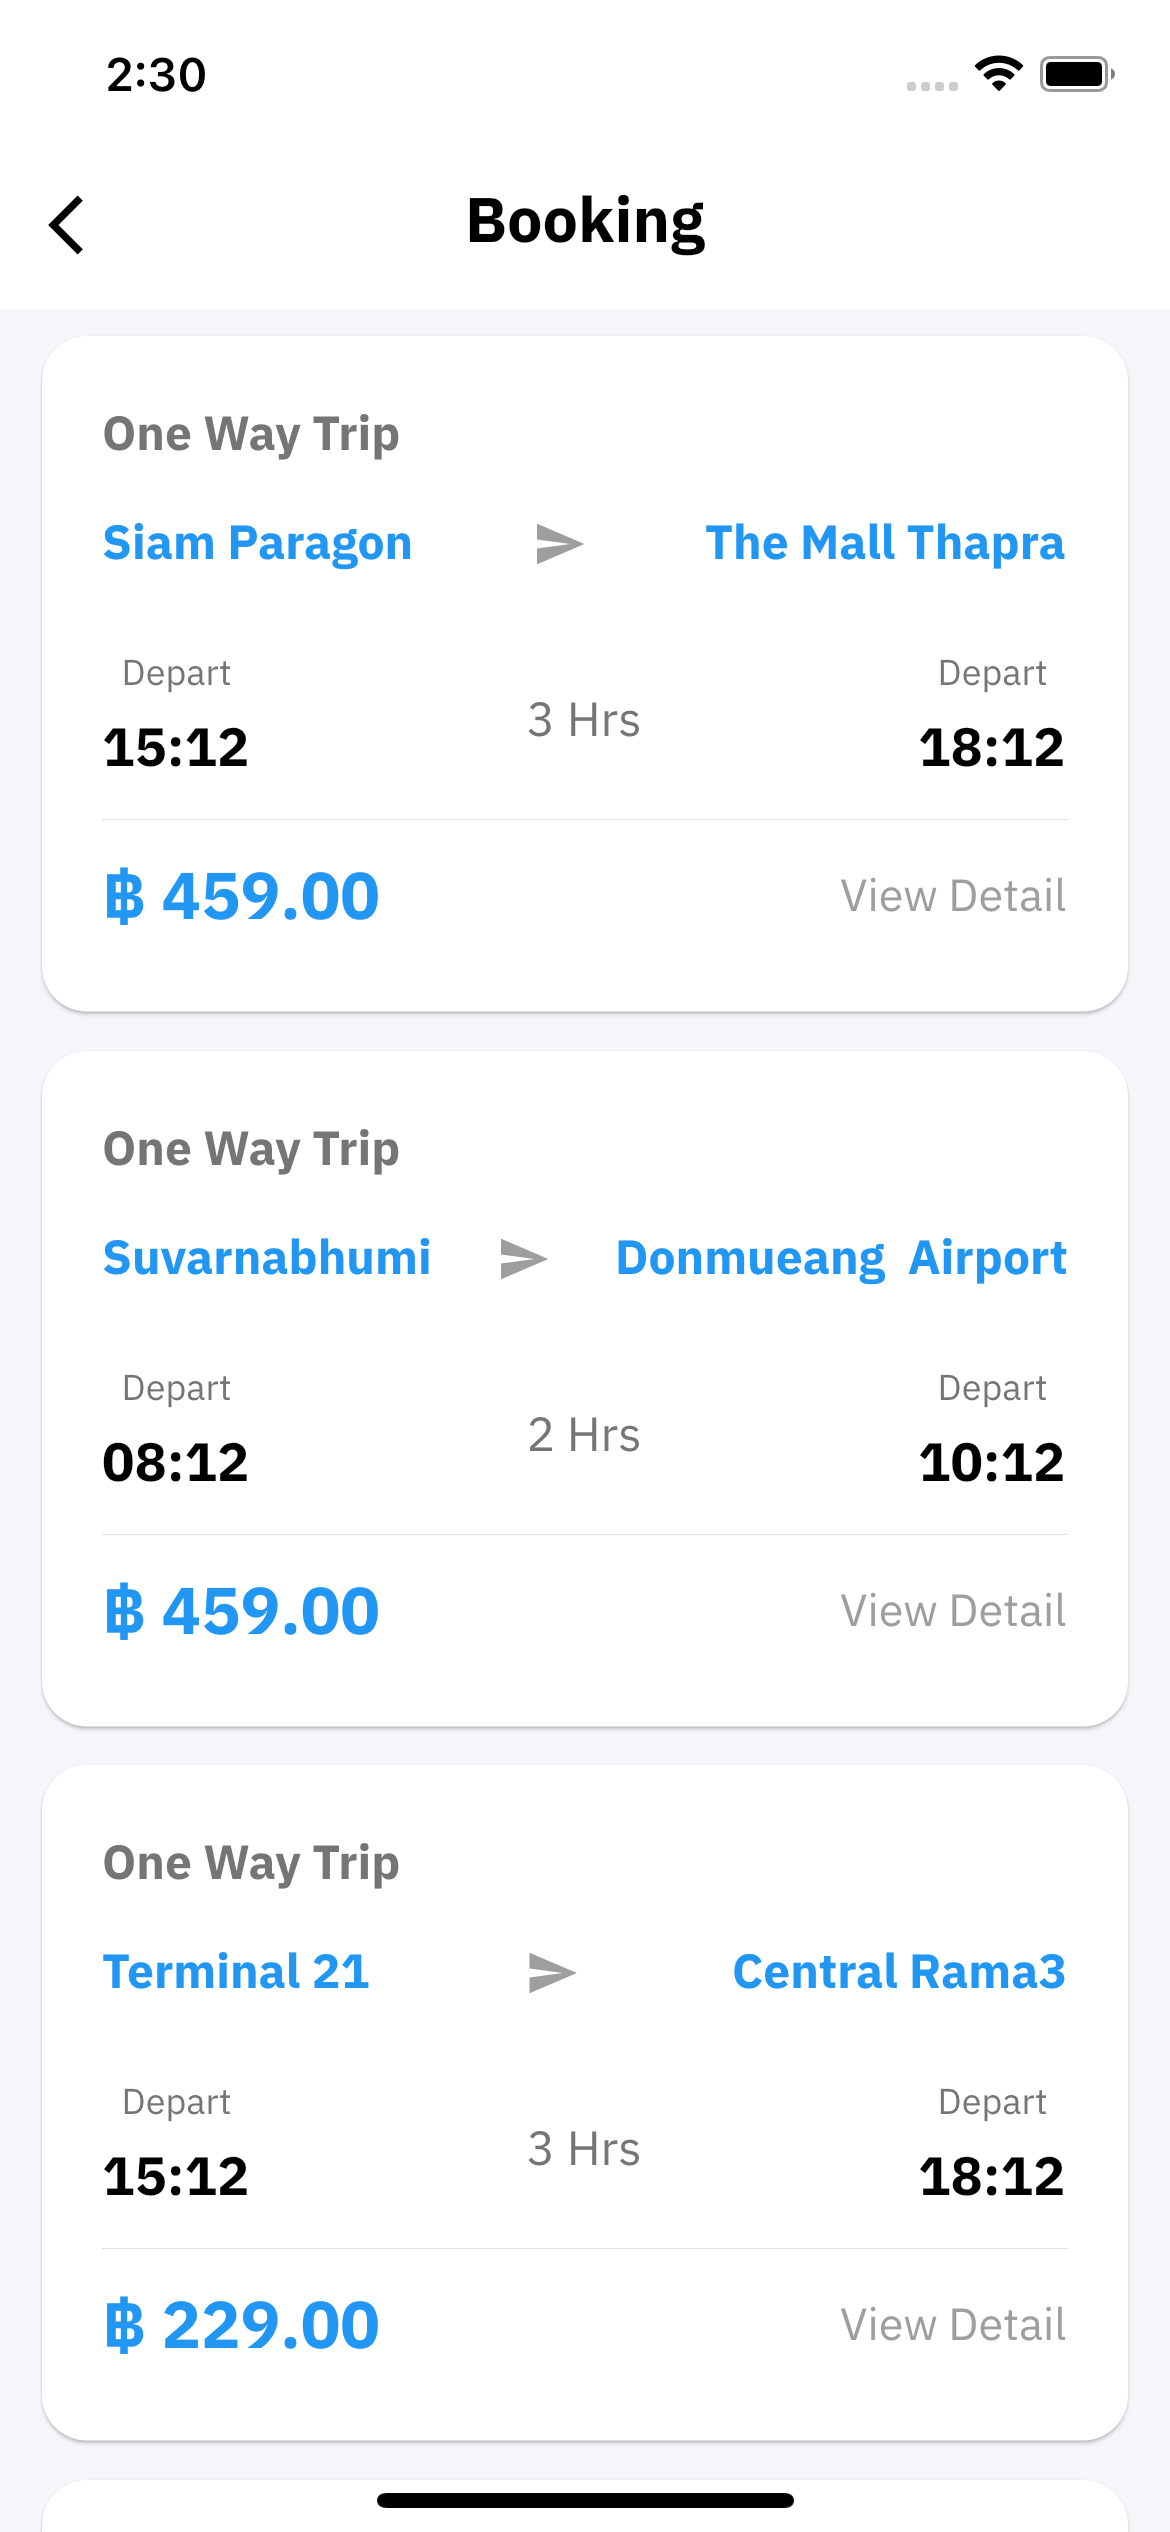 2:30
Booking
One Way Trip
Siam Paragon The Mall Thapra
Depart Depart
3 Hrs
15:12 18:12
฿ 459.00 View Detail
One Way Trip
Suvarnabhumi Donmueang  Airport
Depart Depart
2 Hrs
08:12 10:12
฿ 459.00 View Detail
One Way Trip
Terminal 21 Central Rama3
Depart Depart
3 Hrs
15:12 18:12
฿ 229.00 View Detail